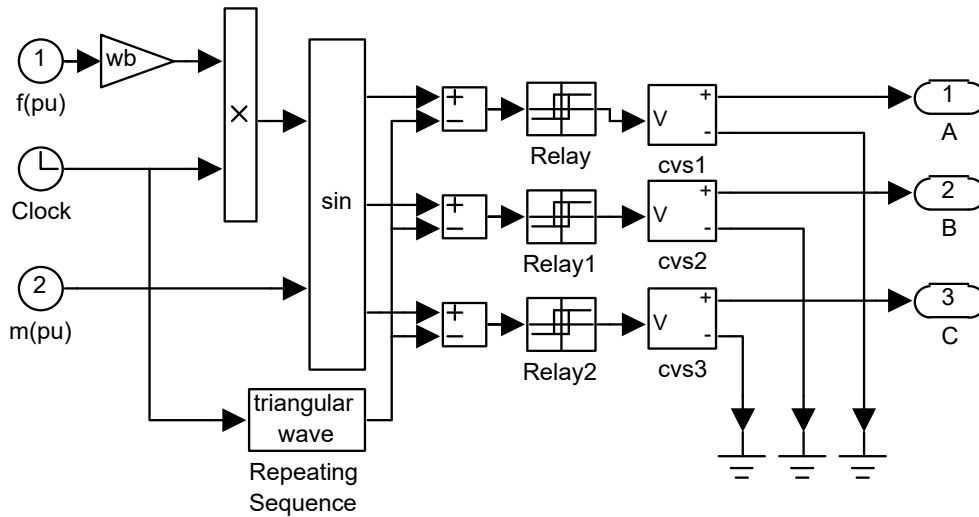 1
wb
f(pu)
×
Clock
2
m(pu)
sin
triangular
wave
Repeating
Sequence
+
−
Relay
V
+
-
cvs1
1
A
+
−
Relay1
V
+
-
cvs2
2
B
+
−
Relay2
V
+
-
cvs3
3
C